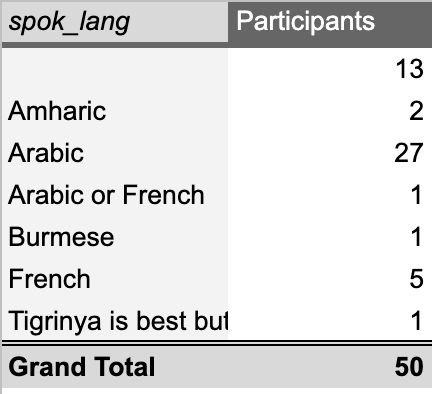 spok_lang Participants
13
Amharic 2
Arabic 27
Arabic or French 1
Burmese 1
French 5
Tigrinya is best but 1
Grand Total 50